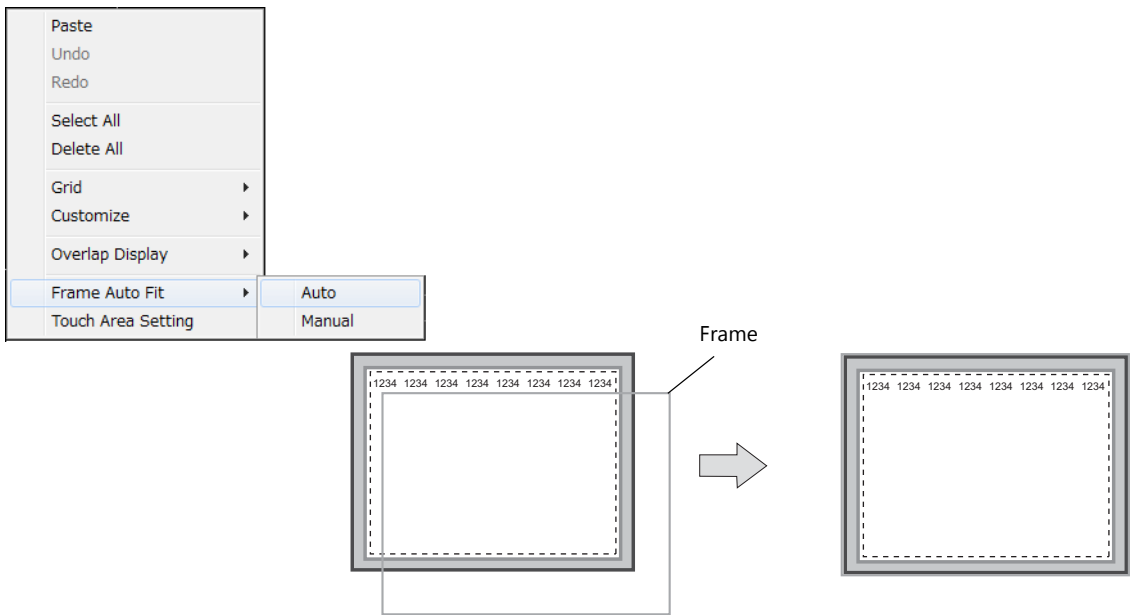 Paste
Undo
Redo
Select All
Delete All
Grid
Customize
Overlap Display
Frame Auto Fit
Auto
Touch Area Setting
Manual
Frame
1234 1234 1234 1234 1234 1234 1234 1234
1234 1234 1234 1234 1234 1234 1234 1234